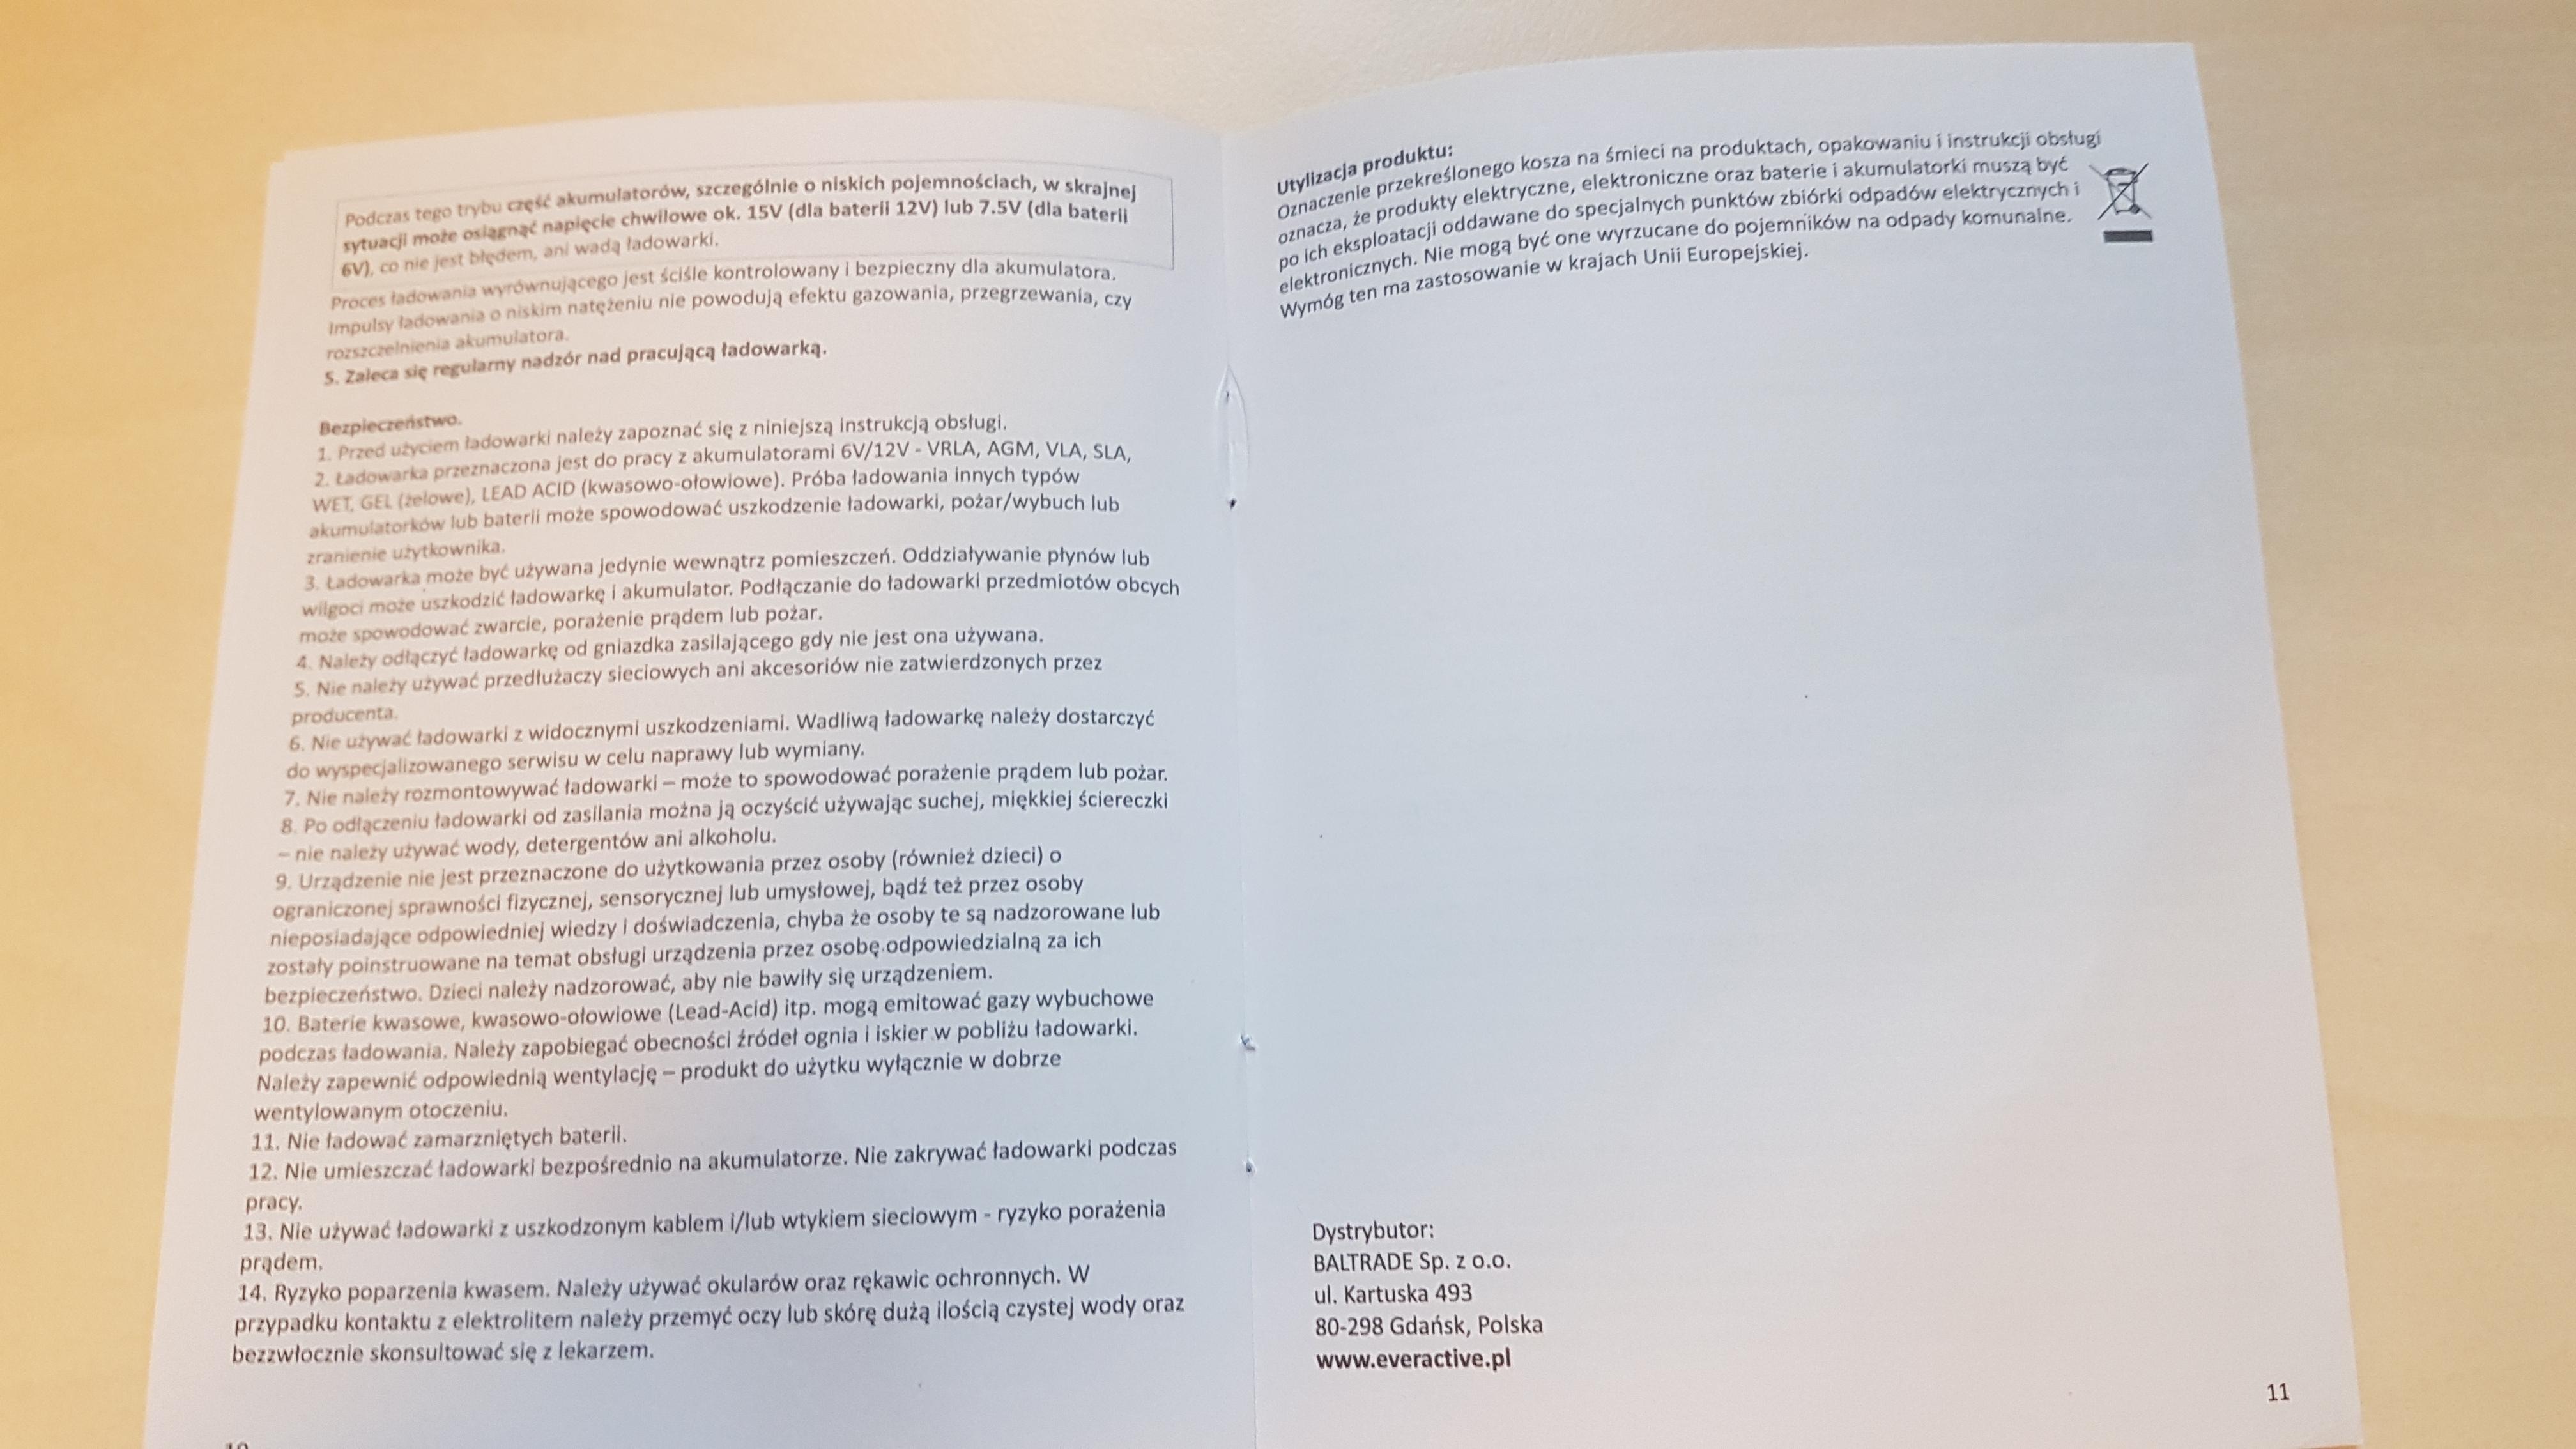 Podczas tego trybu część akumulatorów, szczególnie o niskich pojemnościach, w skrajnej
sytuacji może osiągnąć napięcie chwilowe ok. 15V (dla baterii 12V) lub 7.5V (dla baterii
6V), co nie jest błędem, ani wadą ładowarki.
Proces ładowania wyrównującego jest ściśle kontrolowany i bezpieczny dla akumulatora.
Impulsy ładowania o niskim natężeniu nie powodują efektu gazowania, przegrzewania, czy
rozszczelnienia akumulatora.
5. Zaleca się regularny nadzór nad pracującą ładowarką.
Bezpieczeństwo.
1. Przed użyciem ładowarki należy zapoznać się z niniejszą instrukcją obsługi.
2. Ładowarka przeznaczona jest do pracy z akumulatorami 6V/12V - VRLA, AGM, VLA, SLA,
WET, GEL (żelowe), LEAD ACID (kwasowo-ołowiowe). Próba ładowania innych typów
akumulatorków lub baterii może spowodować uszkodzenie ładowarki, pożar/wybuch lub
zranienie użytkownika.
3. Ładowarka może być używana jedynie wewnątrz pomieszczeń. Oddziaływanie płynów lub
wilgoci może uszkodzić ładowarkę i akumulator. Podłączanie do ładowarki przedmiotów obcych
może spowodować zwarcie, porażenie prądem lub pożar.
4. Należy odłączyć ładowarkę od gniazdka zasilającego gdy nie jest ona używana.
5. Nie należy używać przedłużaczy sieciowych ani akcesoriów nie zatwierdzonych przez
producenta.
6. Nie używać ładowarki z widocznymi uszkodzeniami. Wadliwą ładowarkę należy dostarczyć
do wyspecjalizowanego serwisu w celu naprawy lub wymiany.
7. Nie należy rozmontowywać ładowarki – może to spowodować porażenie prądem lub pożar.
8. Po odłączeniu ładowarki od zasilania można ją oczyścić używając suchej, miękkiej ściereczki
– nie należy używać wody, detergentów ani alkoholu.
9. Urządzenie nie jest przeznaczone do użytkowania przez osoby (również dzieci) o
ograniczonej sprawności fizycznej, sensorycznej lub umysłowej, bądź też przez osoby
nieposiadające odpowiedniej wiedzy i doświadczenia, chyba że osoby te są nadzorowane lub
zostały poinstruowane na temat obsługi urządzenia przez osobę odpowiedzialną za ich
bezpieczeństwo. Dzieci należy nadzorować, aby nie bawiły się urządzeniem.
10. Baterie kwasowe, kwasowo-ołowiowe (Lead-Acid) itp. mogą emitować gazy wybuchowe
podczas ładowania. Należy zapobiegać obecności źródeł ognia i iskier w pobliżu ładowarki.
Należy zapewnić odpowiednią wentylację – produkt do użytku wyłącznie w dobrze
wentylowanym otoczeniu.
11. Nie ładować zamarzniętych baterii.
12. Nie umieszczać ładowarki bezpośrednio na akumulatorze. Nie zakrywać ładowarki podczas
pracy.
13. Nie używać ładowarki z uszkodzonym kablem i/lub wtykiem sieciowym - ryzyko porażenia
prądem.
14. Ryzyko poparzenia kwasem. Należy używać okularów oraz rękawic ochronnych. W
przypadku kontaktu z elektrolitem należy przemyć oczy lub skórę dużą ilością czystej wody oraz
bezzwłocznie skonsultować się z lekarzem.
Utylizacja produktu:
Oznaczenie przekreślonego kosza na śmieci na produktach, opakowaniu i instrukcji obsługi
oznacza, że produkty elektryczne, elektroniczne oraz baterie i akumulatorki muszą być
po ich eksploatacji oddawane do specjalnych punktów zbiórki odpadów elektrycznych i
elektronicznych. Nie mogą być one wyrzucane do pojemników na odpady komunalne.
Wymóg ten ma zastosowanie w krajach Unii Europejskiej.
Dystrybutor:
BALTRADE Sp. z o.o.
ul. Kartuska 493
80-298 Gdańsk, Polska
www.everactive.pl
11